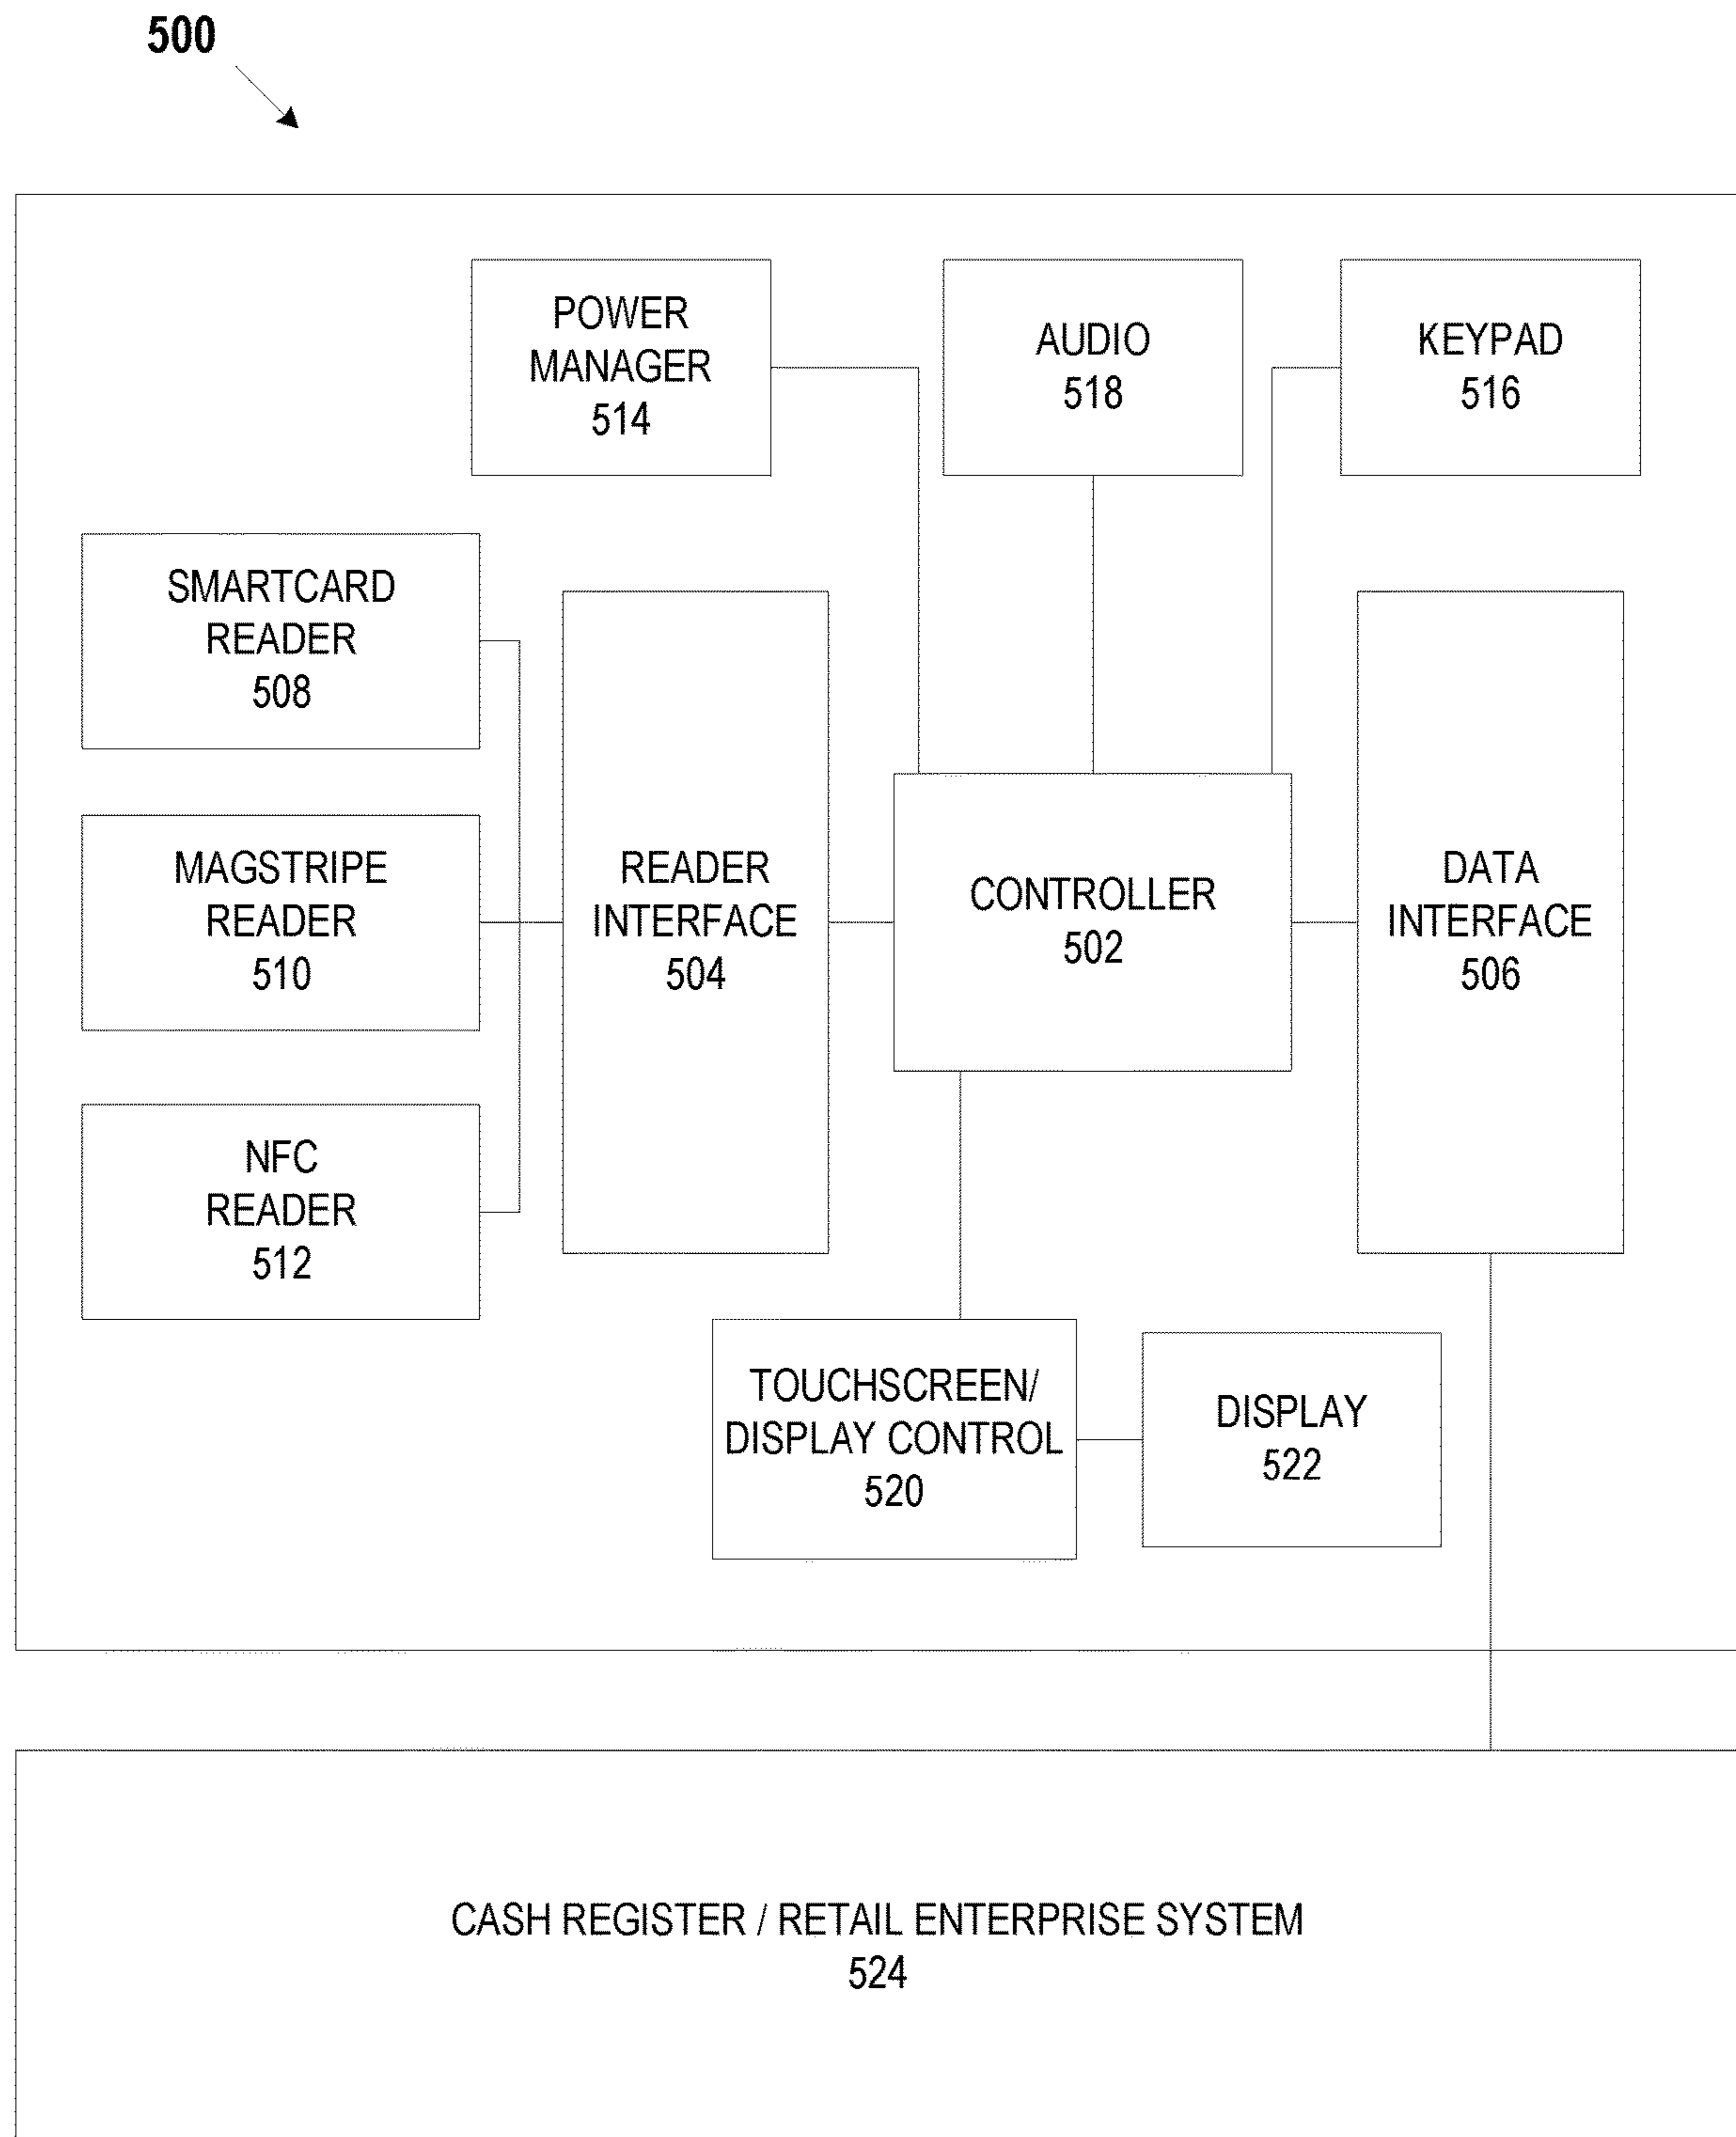 500
POWER
MANAGER
514
AUDIO
518
KEYPAD
516
SMARTCARD
READER
508
MAGSTRIPE
READER
510
NFC
READER
512
READER
INTERFACE
504
CONTROLLER
502
DATA
INTERFACE
506
TOUCHSCREEN/
DISPLAY CONTROL
520
DISPLAY
522
CASH REGISTER / RETAIL ENTERPRISE SYSTEM
524